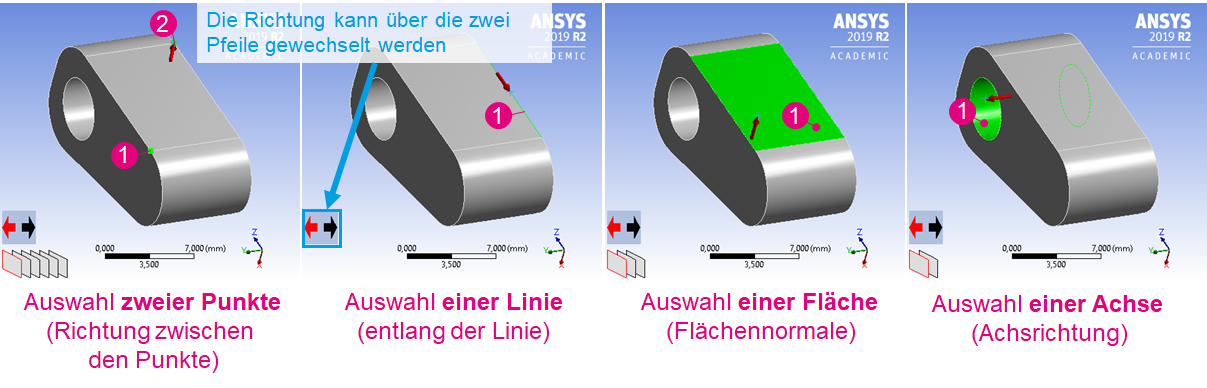 Die Richtung kann über die zwei
Pfeile gewechselt werden
2
ANSYS
2019 R2
ACADEMIC
1
Z
Y
X
0,000
7,000 (mm)
3,500
Auswahl zweier Punkte
(Richtung zwischen
den Punkte)
ACADEMIC
1
Z
Y
X
0,000
7,000 (mm)
3,500
Auswahl einer Linie
(entlang der Linie)
ANSYS
2019 R2
ACADEMIC
1
Z
Y
X
0,000
7,000 (mm)
3,500
Auswahl einer Fläche
(Flächennormale)
ANSYS
2019 R2
ACADEMIC
1
Z
Y
X
0,000
7,000 (mm)
3,500
Auswahl einer Achse
(Achsrichtung)